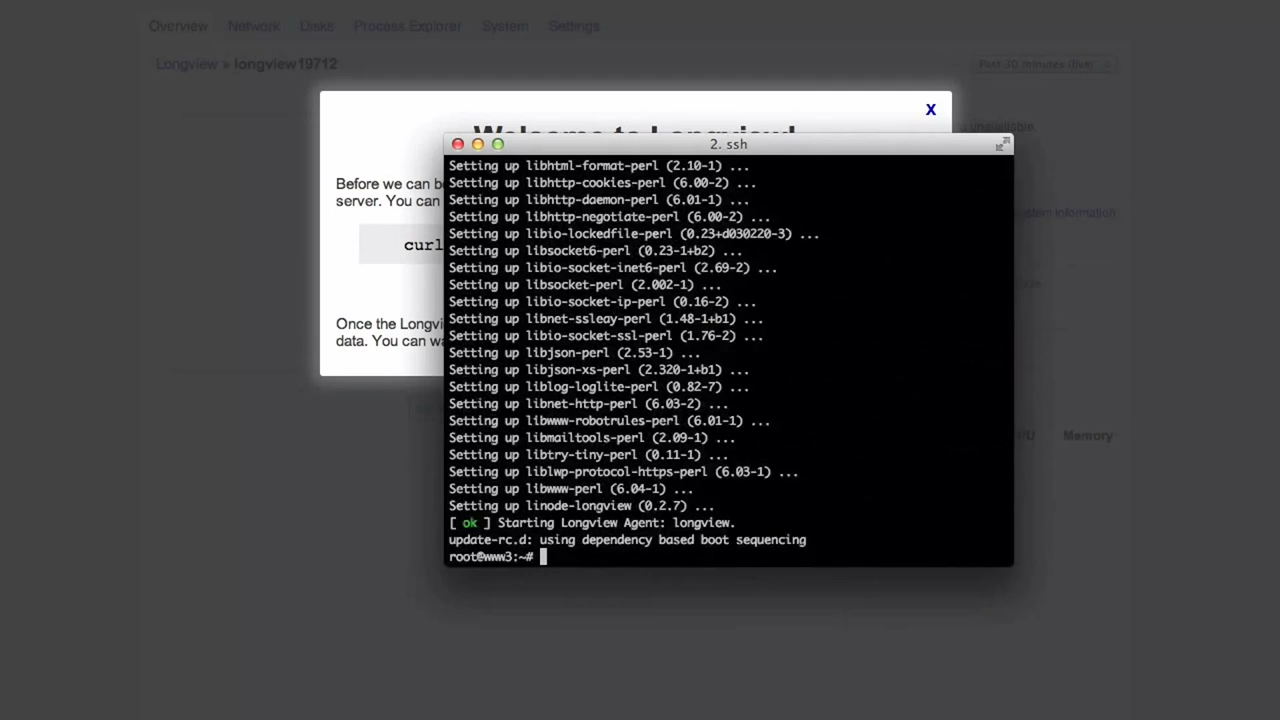 Overview Network Disks Process Explorer System Settings
Longview » longview19712 Past 30 minutes (live)
X
Welcome to Longview!
Before we can be
server. You can
curl
Once the Longvi
data. You can wa
Memory
2. ssh
Setting up libhtml-format-perl (2.10-1) ...
Setting up libhttp-cookies-perl (6.00-2) ...
Setting up libhttp-daemon-perl (6.01-1) ...
Setting up libhttp-negotiate-perl (6.00-2) ...
Setting up libio-lockedfile-perl (0.23+d030220-3) ...
Setting up libsocket6-perl (0.23-1+b2) ...
Setting up libio-socket-inet6-perl (2.69-2) ...
Setting up libsocket-perl (2.002-1) ...
Setting up libio-socket-ip-perl (0.16-2) ...
Setting up libnet-ssleay-perl (1.48-1+b1) ...
Setting up libio-socket-ssl-perl (1.76-2) ...
Setting up libjson-perl (2.53-1) ...
Setting up libjson-xs-perl (2.320-1+b1) ...
Setting up liblog-loglite-perl (0.82-7) ...
Setting up libnet-http-perl (6.03-2) ...
Setting up libwww-robotrules-perl (6.01-1) ...
Setting up libmailtools-perl (2.09-1) ...
Setting up libtry-tiny-perl (0.11-1) ...
Setting up liblwp-protocol-https-perl (6.03-1) ...
Setting up libwww-perl (6.04-1) ...
Setting up linode-longview (0.2.7) ...
[ ok ] Starting Longview Agent: longview.
update-rc.d: using dependency based boot sequencing
root@www3:~#